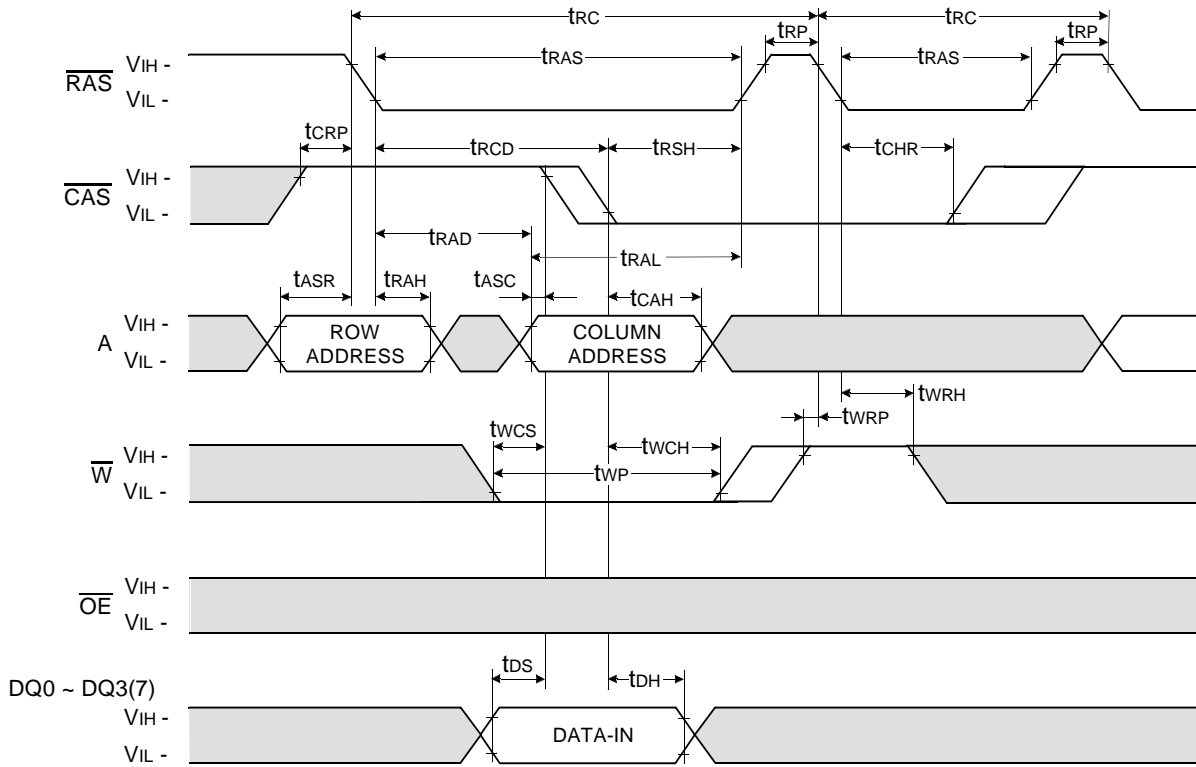 tRC tRC
tRP tRP
tRAS tRAS
RAS VIH -
VIL -
tCRP tRCD tRSH tCHR
CAS VIH -
VIL -
tRAD tRAL
tASR tRAH tASC tCAH
A VIH -
VIL -
ROW
ADDRESS
COLUMN
ADDRESS
tWRH
tWRP
tWCS tWCH
tWP
W VIH -
VIL -
OE VIH -
VIL -
tDS tDH
DQ0 ~ DQ3(7)
VIH -
VIL -
DATA-IN